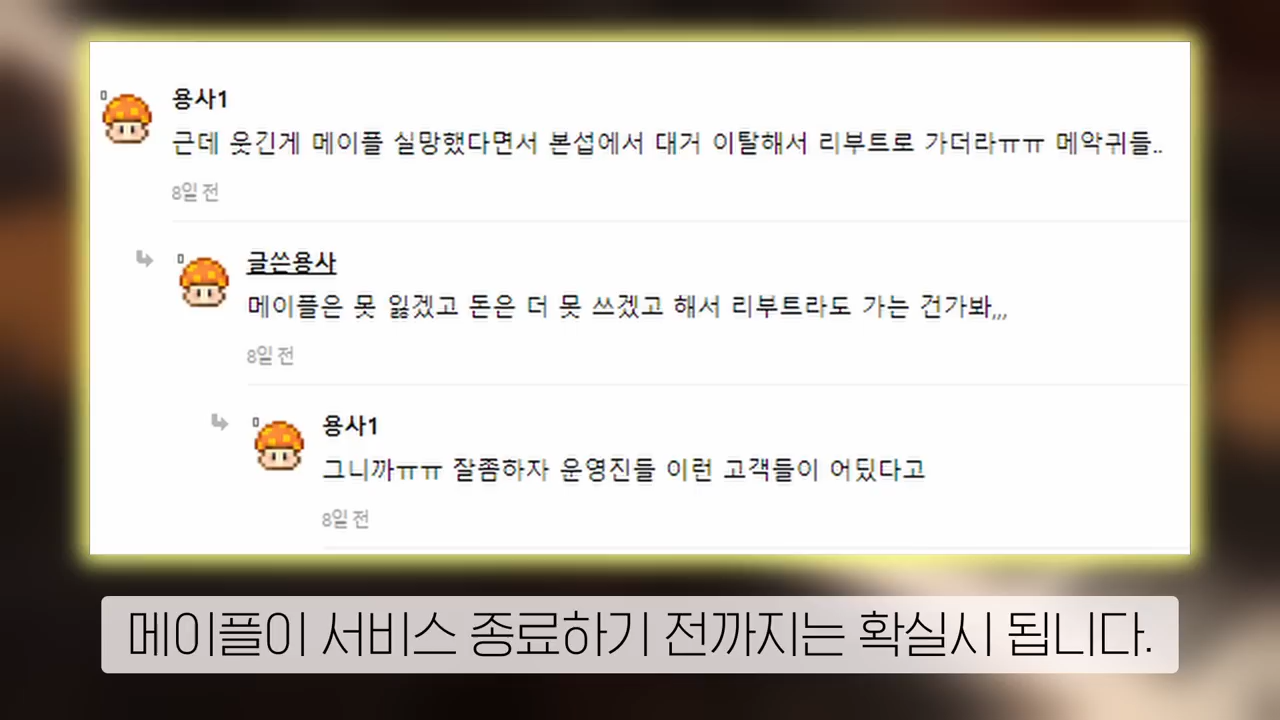 용사1
근데 웃긴게 메이플 실망했다면서 본섭에서 대거 이탈해서 리부트로 가더라ㅠㅠ 메악귀들..
8일 전
글쓴용사
메이플은 못 잃겠고 돈은 더 못 쓰겠고 해서 리부트라도 가는 건가봐,,,
8일 전
용사1
그니까ㅠㅠ 잘좀하자 운영진들 이런 고객들이 어딨다고
8일 전
메이플이 서비스 종료하기 전까지는 확실시 됩니다.